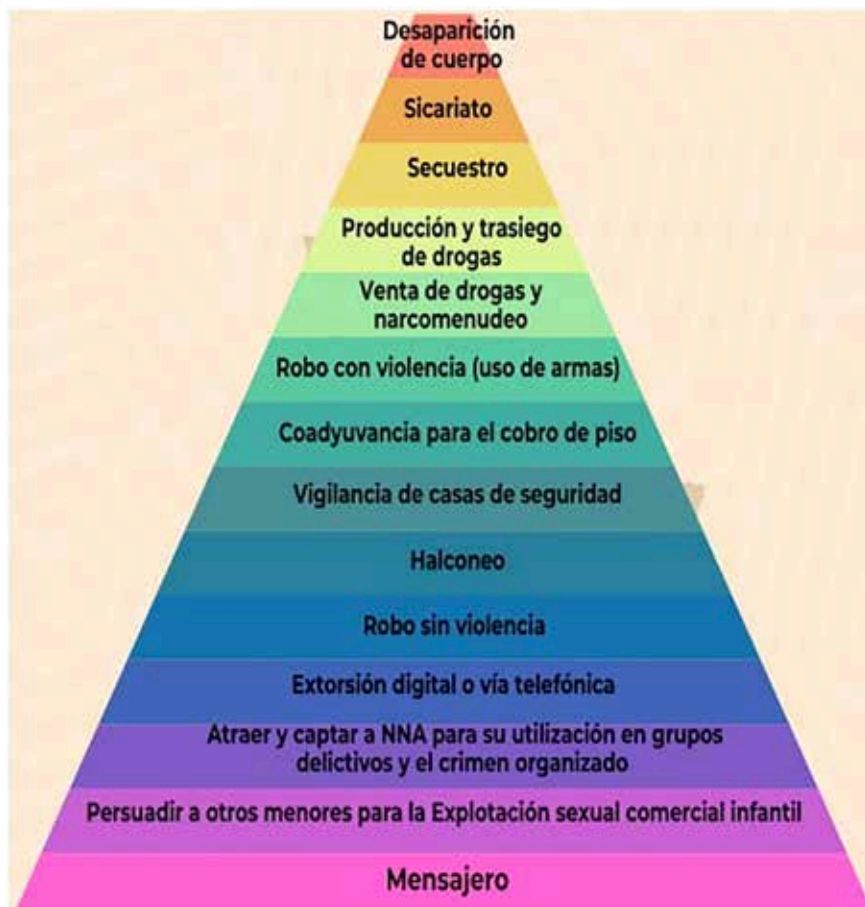 Desaparición
de cuerpo
Sicariato
Secuestro
Producción y trasiego
de drogas
Venta de drogas y
narcomenudeo
Robo con violencia (uso de armas)
Coadyuvancia para el cobro de piso
Vigilancia de casas de seguridad
Halconeo
Robo sin violencia
Extorsión digital o vía telefónica
Atraer y captar a NNA para su utilización en grupos
delictivos y el crimen organizado
Persuadir a otros menores para la Explotación sexual comercial infantil
Mensajero